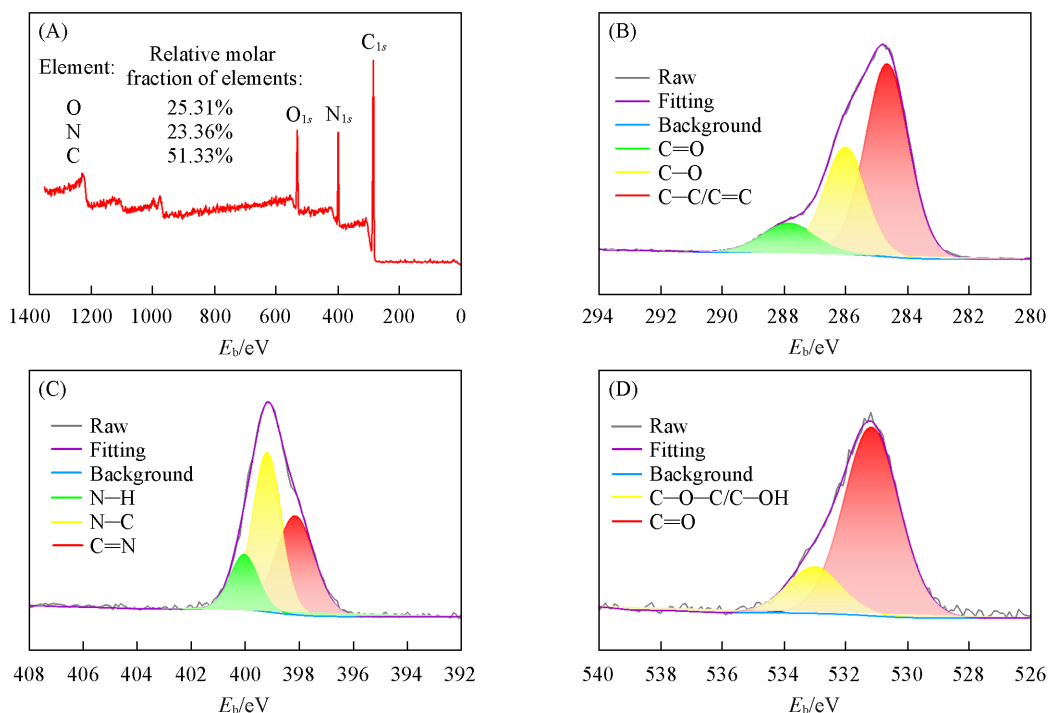 (A)
C1s
Element: Relative molar fraction of elements:
O 25.31%
N 23.36%
C 51.33%
O1s N1s
1400 1200 1000 800 600 400 200 0
Eb/eV
(B)
Raw
Fitting
Background
C=O
C—O
C—C/C=C
294 292 290 288 286 284 282 280
Eb/eV
(C)
Raw
Fitting
Background
N—H
N—C
C=N
408 406 404 402 400 398 396 394 392
Eb/eV
(D)
Raw
Fitting
Background
C—O—C/C—OH
C=O
540 538 536 534 532 530 528 526
Eb/eV